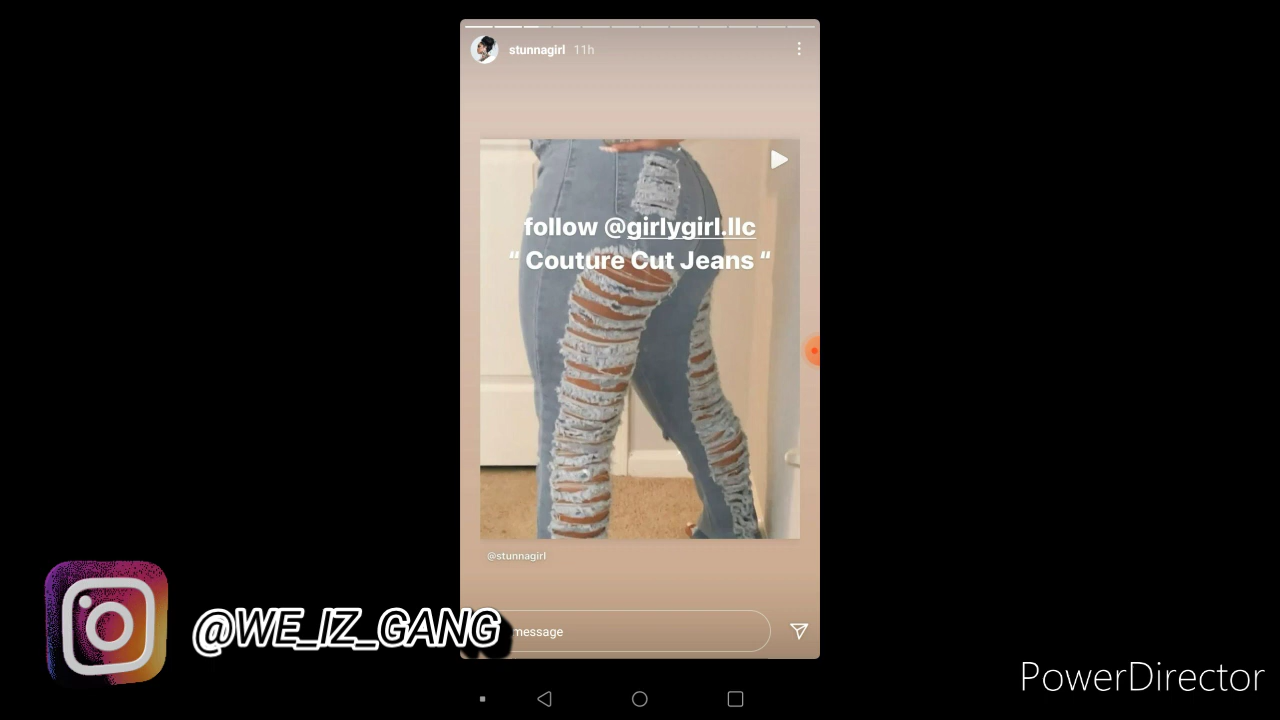 stunnagirl 11h
follow @girlygirl.llc
“ Couture Cut Jeans “
@stunnagirl
@WE_IZ_GANG
message
PowerDirector